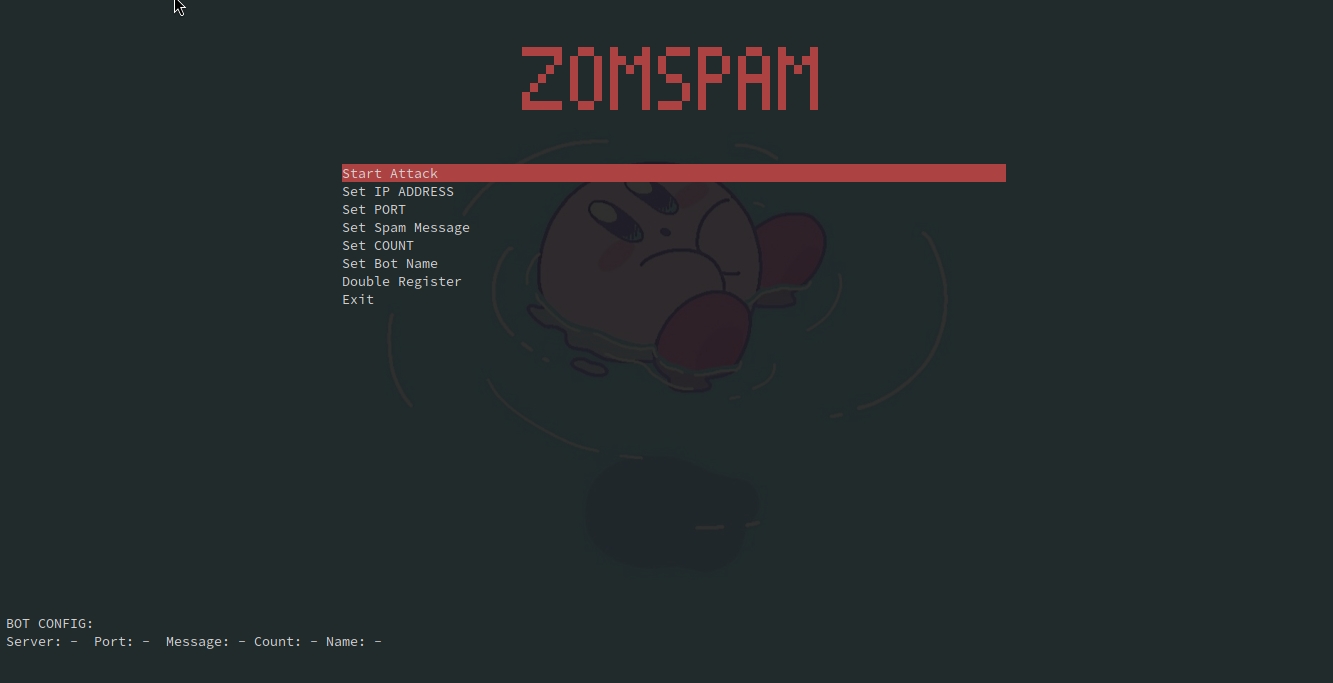 ZOMSPAM
Start Attack
Set IP ADDRESS
Set PORT
Set Spam Message
Set COUNT
Set Bot Name
Double Register
Exit
BOT CONFIG:
Server: -  Port: -  Message: - Count: - Name: -